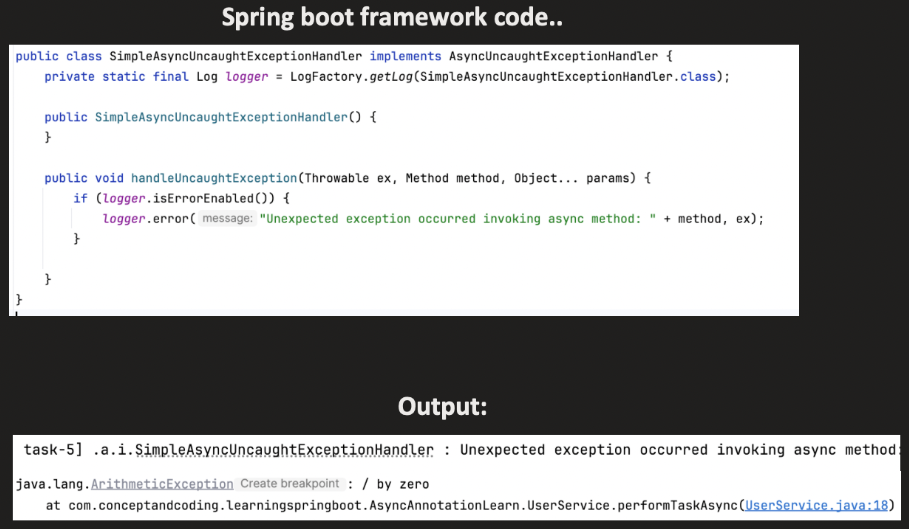 Spring boot framework code..
public class SimpleAsyncUncaughtExceptionHandler implements AsyncUncaughtExceptionHandler {
    private static final Log logger = LogFactory.getLog(SimpleAsyncUncaughtExceptionHandler.class);
    public SimpleAsyncUncaughtExceptionHandler() {
    }
    public void handleUncaughtException(Throwable ex, Method method, Object... params) {
        if (logger.isErrorEnabled()) {
            logger.error( message: "Unexpected exception occurred invoking async method: " + method, ex);
        }
    }
}
Output:
task-5] .a.i.SimpleAsyncUncaughtExceptionHandler : Unexpected exception occurred invoking async method:
java.lang.ArithmeticException Create breakpoint : / by zero
    at com.conceptandcoding.learningspringboot.AsyncAnnotationLearn.UserService.performTaskAsync(UserService.java:18)